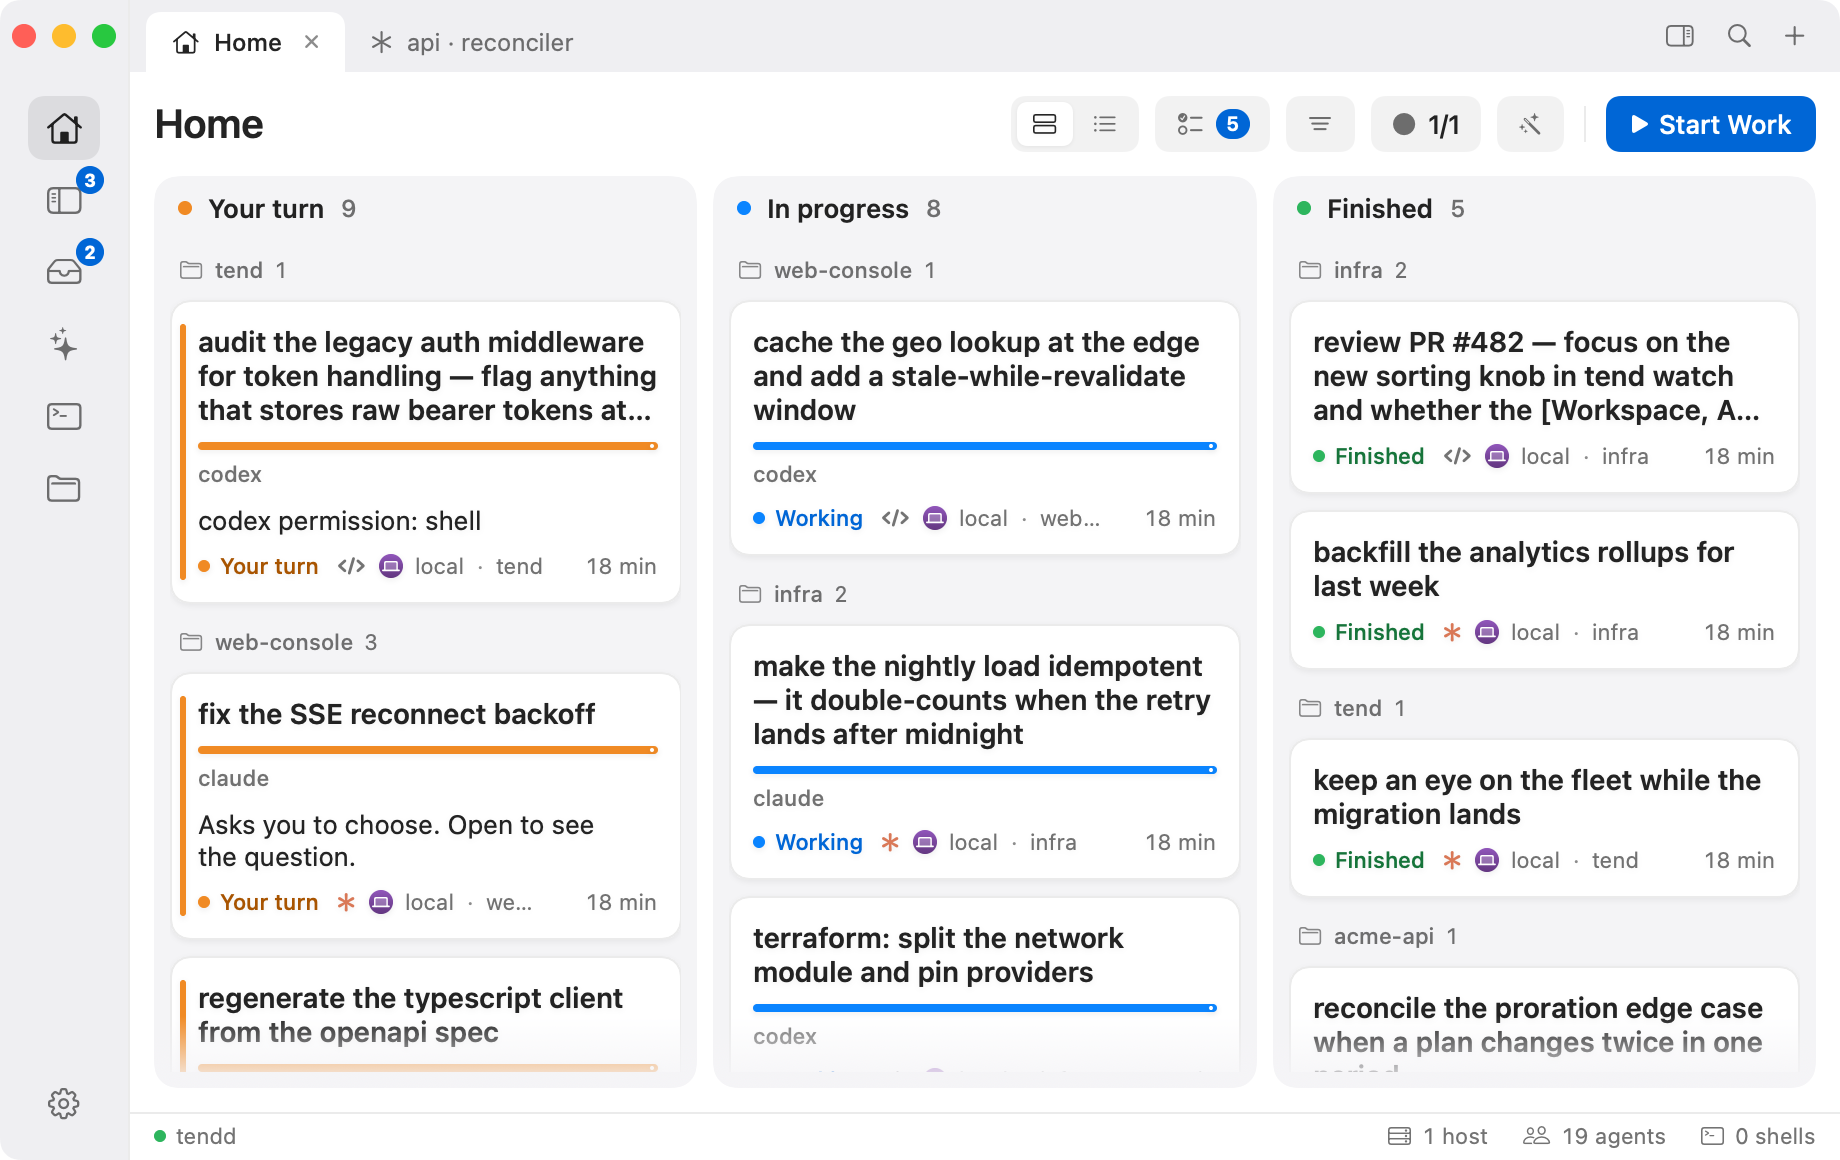 Home
api · reconciler
3
2
Home
5
1/1
Start Work
Your turn 9
tend 1
audit the legacy auth middleware
for token handling — flag anything
that stores raw bearer tokens at...
codex
codex permission: shell
Your turn </> local · tend 18 min
web-console 3
fix the SSE reconnect backoff
claude
Asks you to choose. Open to see
the question.
Your turn local · we... 18 min
regenerate the typescript client
from the openapi spec
In progress 8
web-console 1
cache the geo lookup at the edge
and add a stale-while-revalidate
window
codex
Working </> local · web... 18 min
infra 2
make the nightly load idempotent
— it double-counts when the retry
lands after midnight
claude
Working local · infra 18 min
terraform: split the network
module and pin providers
codex
Finished 5
infra 2
review PR #482 — focus on the
new sorting knob in tend watch
and whether the [Workspace, A...
Finished </> local · infra 18 min
backfill the analytics rollups for
last week
Finished local · infra 18 min
tend 1
keep an eye on the fleet while the
migration lands
Finished local · tend 18 min
acme-api 1
reconcile the proration edge case
when a plan changes twice in one
tendd
1 host
19 agents
0 shells